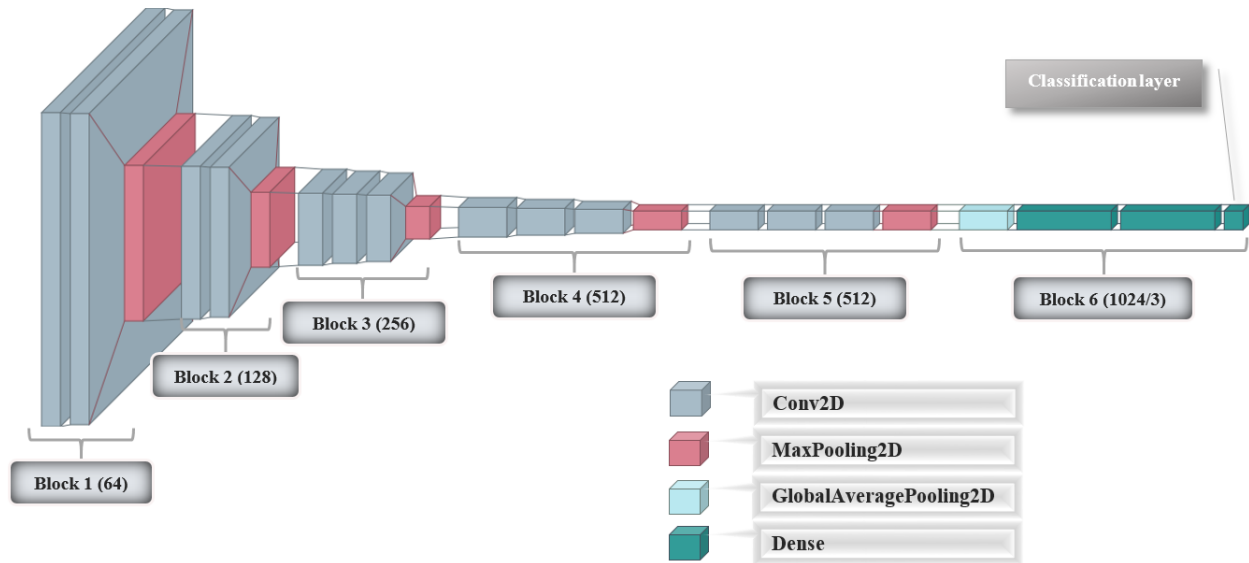 Classification layer
Block 4 (512)
Block 5 (512)
Block 6 (1024/3)
Block 3 (256)
Block 2 (128)
Block 1 (64)
Conv2D
MaxPooling2D
GlobalAveragePooling2D
Dense